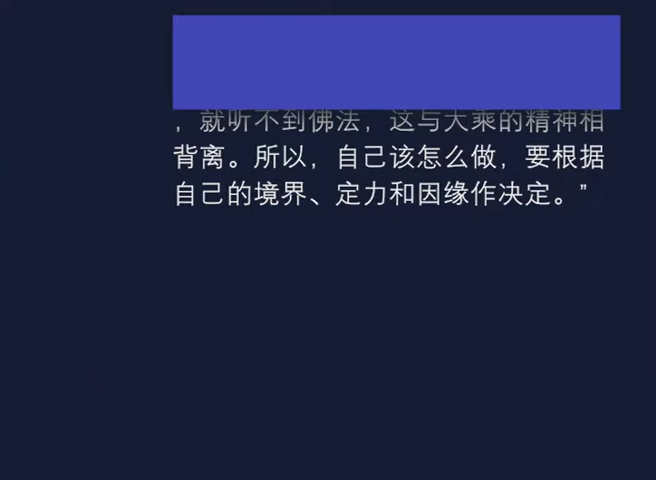 ，就听不到佛法，这与大乘的精神相
背离。所以，自己该怎么做，要根据
自己的境界、定力和因缘作决定。”